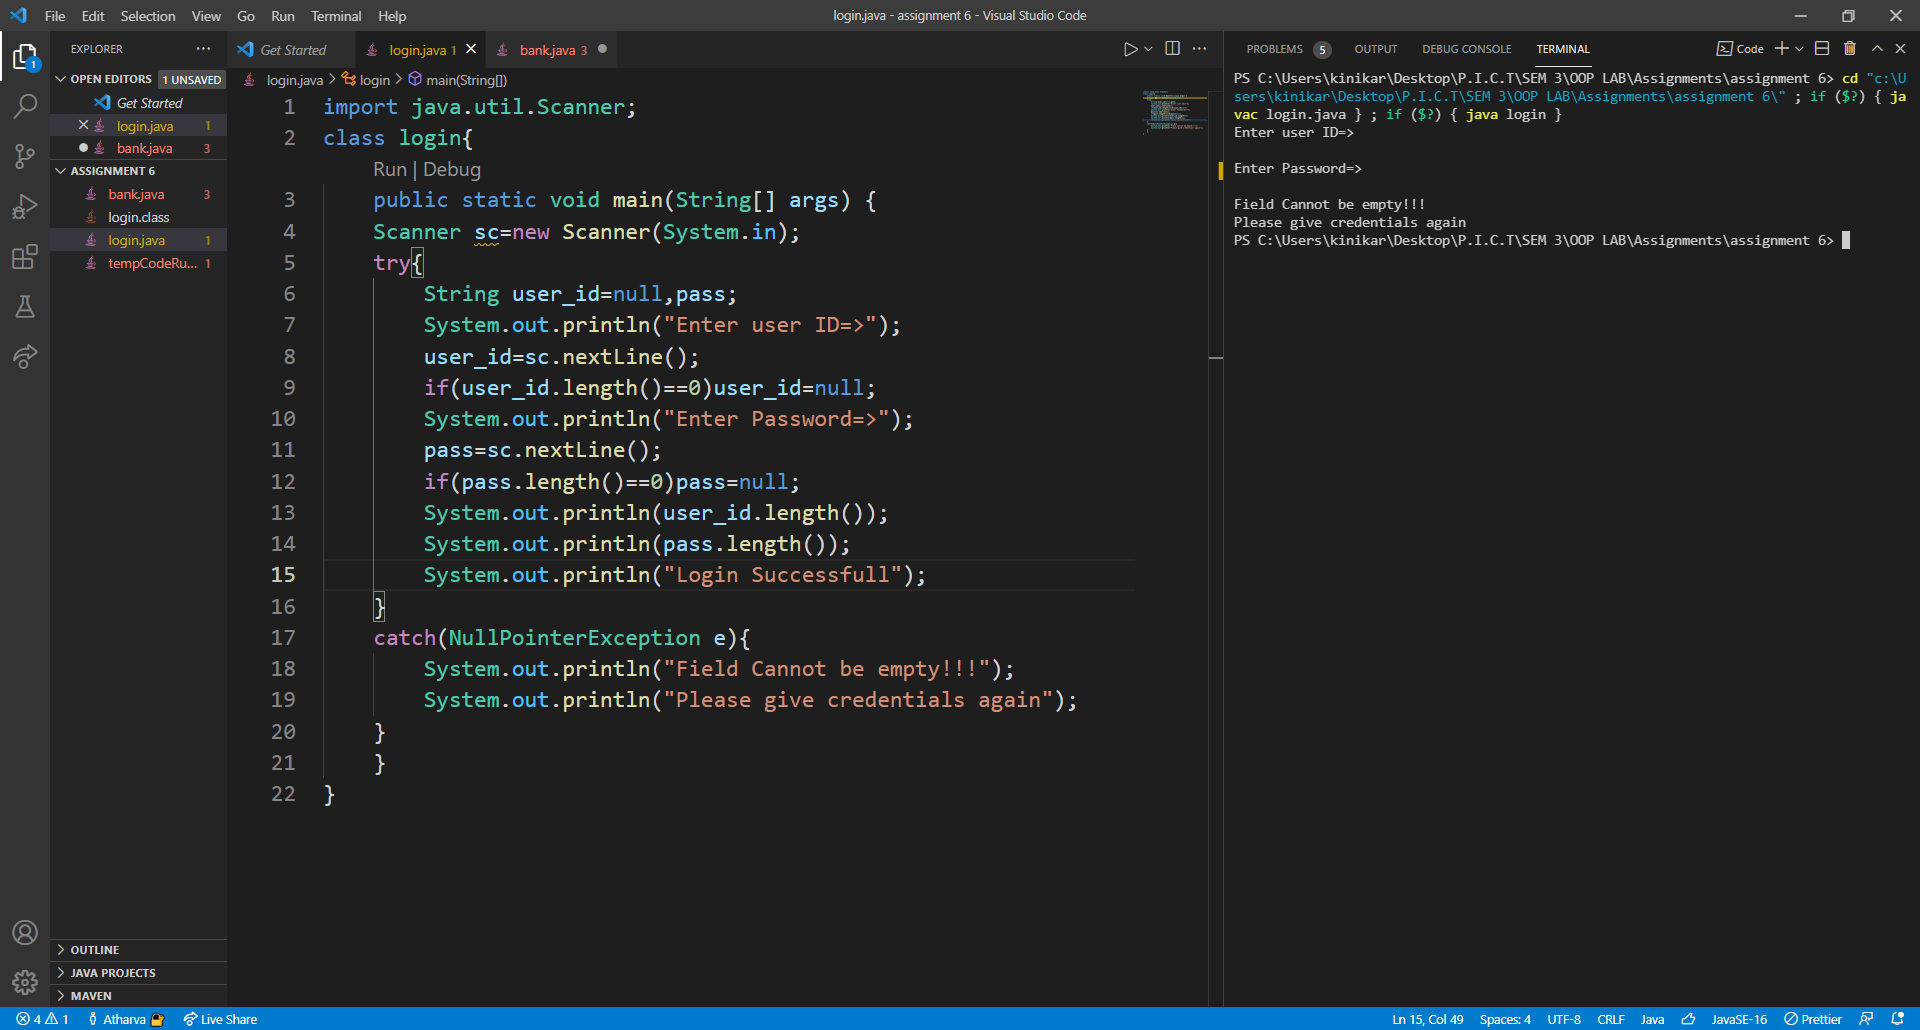 File Edit Selection View Go Run Terminal Help
login.java - assignment 6 - Visual Studio Code
EXPLORER
OPEN EDITORS 1 UNSAVED
Get Started
login.java 1
bank.java 3
ASSIGNMENT 6
bank.java 3
login.class
login.java 1
tempCodeRu... 1
OUTLINE
JAVA PROJECTS
MAVEN
1
Get Started login.java 1 bank.java 3
login.java > login > main(String[])
1 import java.util.Scanner;
2 class login{
Run | Debug
3 public static void main(String[] args) {
4 Scanner sc=new Scanner(System.in);
5 try{
6 String user_id=null,pass;
7 System.out.println("Enter user ID=>");
8 user_id=sc.nextLine();
9 if(user_id.length()==0)user_id=null;
10 System.out.println("Enter Password=>");
11 pass=sc.nextLine();
12 if(pass.length()==0)pass=null;
13 System.out.println(user_id.length());
14 System.out.println(pass.length());
15 System.out.println("Login Successfull");
16 }
17 catch(NullPointerException e){
18 System.out.println("Field Cannot be empty!!!");
19 System.out.println("Please give credentials again");
20 }
21 }
22 }
PROBLEMS 5 OUTPUT DEBUG CONSOLE TERMINAL Code
PS C:\Users\kinikar\Desktop\P.I.C.T\SEM 3\OOP LAB\Assignments\assignment 6> cd "c:\U
sers\kinikar\Desktop\P.I.C.T\SEM 3\OOP LAB\Assignments\assignment 6\" ; if ($?) { ja
vac login.java } ; if ($?) { java login }
Enter user ID=>
Enter Password=>
Field Cannot be empty!!!
Please give credentials again
PS C:\Users\kinikar\Desktop\P.I.C.T\SEM 3\OOP LAB\Assignments\assignment 6>
4 1 Atharva Live Share
Ln 15, Col 49 Spaces: 4 UTF-8 CRLF Java JavaSE-16 Prettier